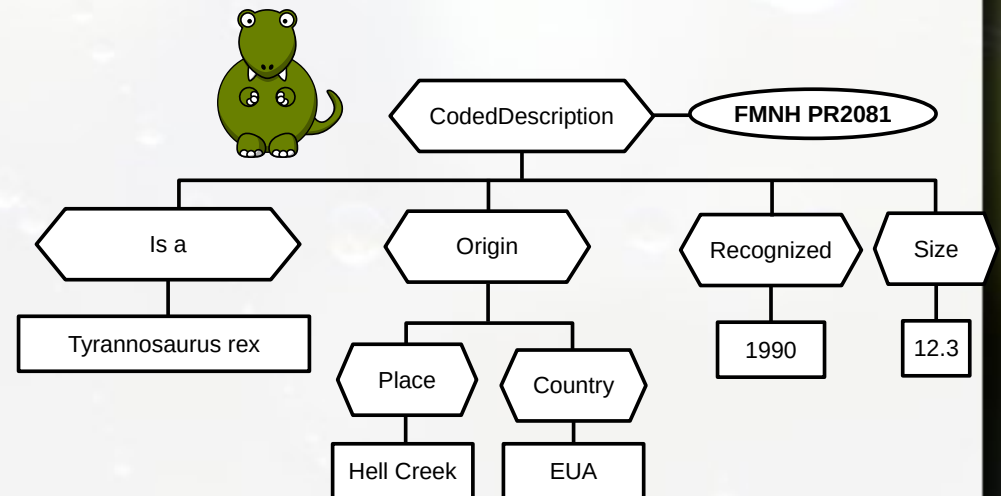 CodedDescription
FMNH PR2081
Is a
Origin
Recognized
Size
Tyrannosaurus rex
1990
12.3
Place
Country
Hell Creek
EUA